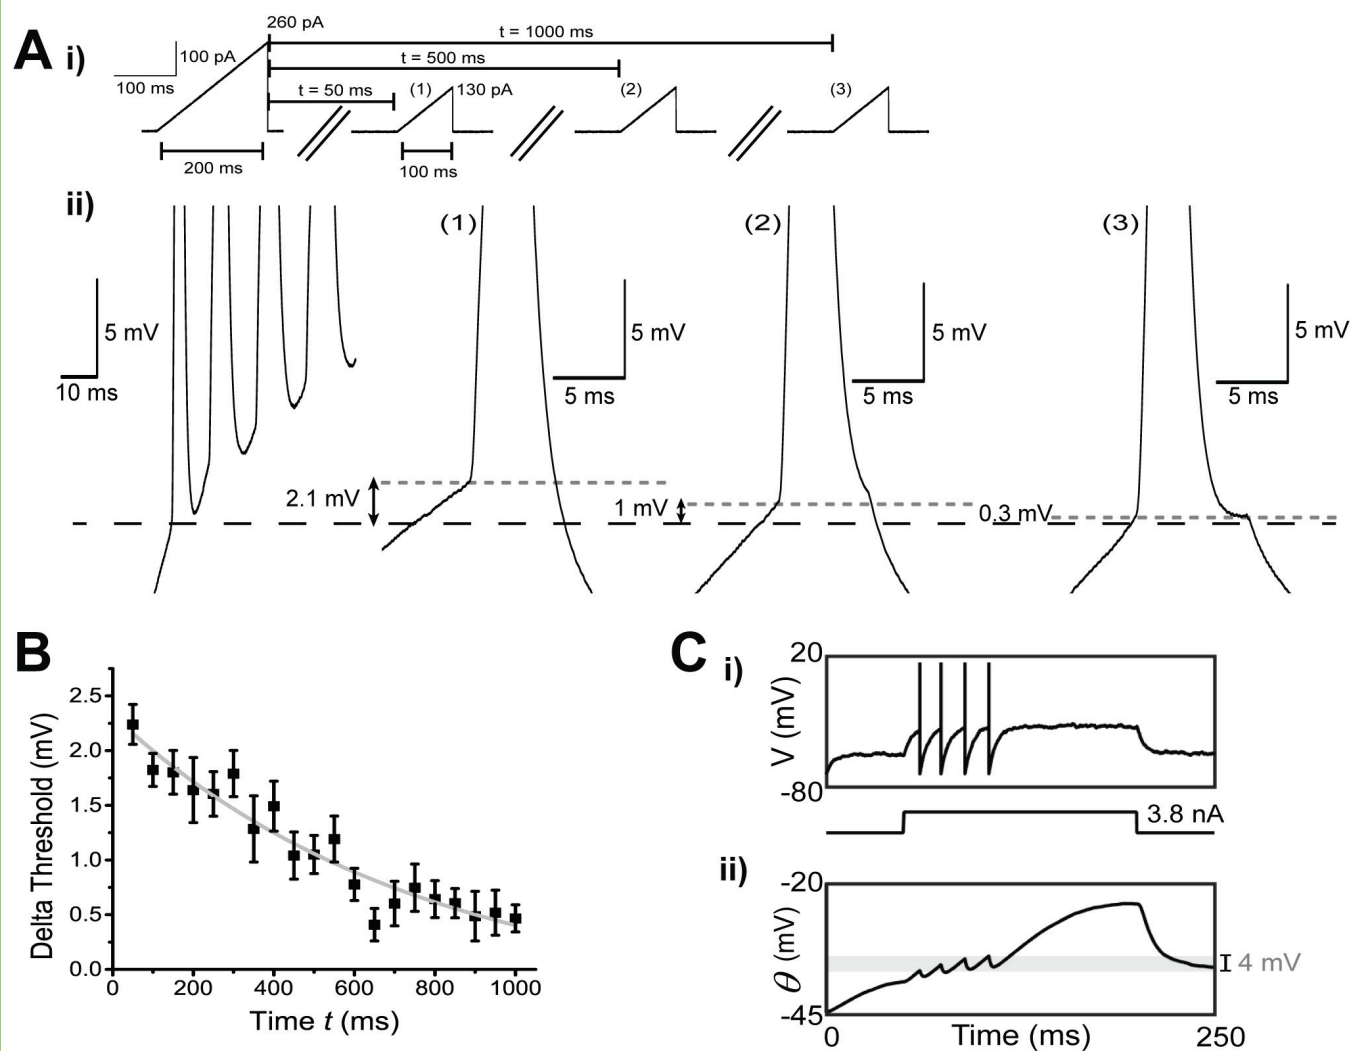 A
i)
260 pA
100 pA
100 ms
t = 1000 ms
t = 500 ms
t = 50 ms
(1)
130 pA
(2)
(3)
200 ms
100 ms
ii)
(1)
(2)
(3)
5 mV
10 ms
5 mV
5 ms
5 mV
5 ms
5 mV
5 ms
2.1 mV
1 mV
0.3 mV
B
Delta Threshold (mV)
2.5
2.0
1.5
1.0
0.5
0.0
0
200
400
600
800
1000
Time t (ms)
C
i)
20
V (mV)
-80
3.8 nA
ii)
-20
θ (mV)
4 mV
-45
0
Time (ms)
250